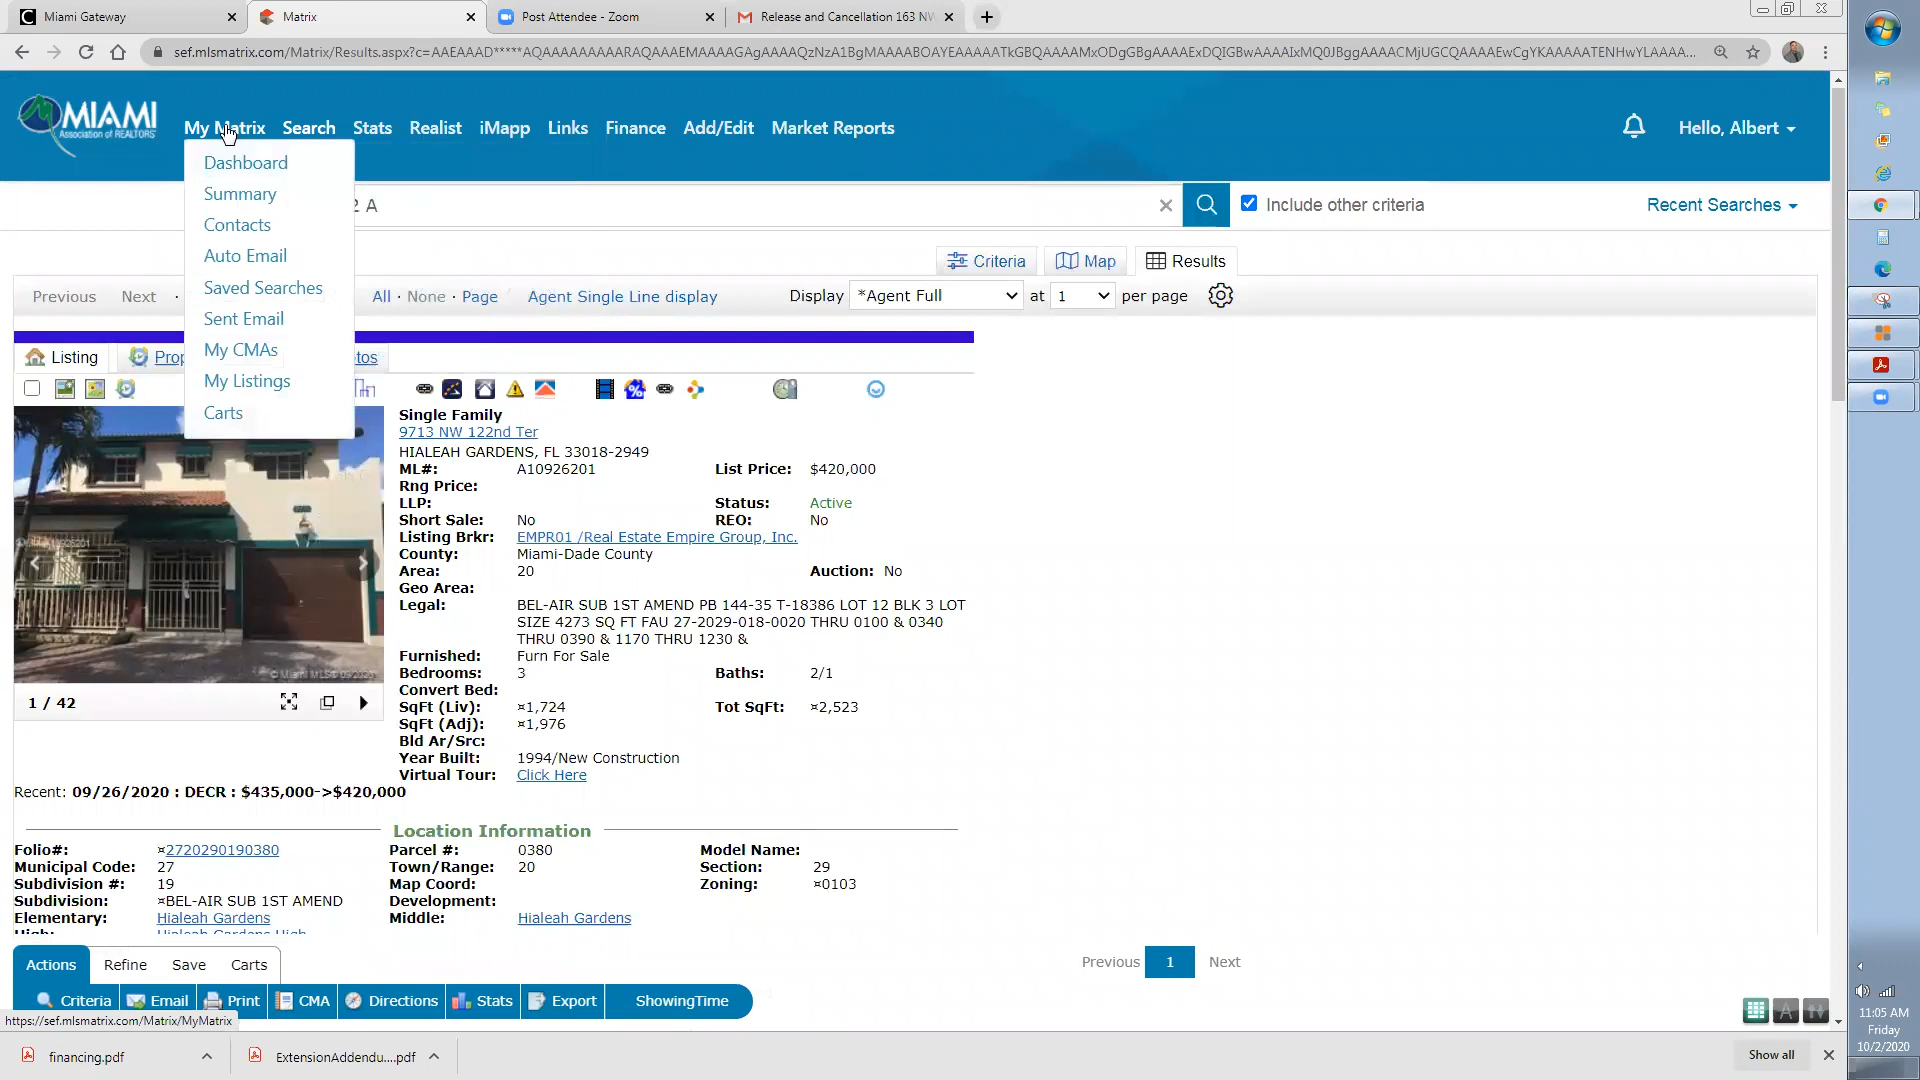 Miami Gateway
Matrix
Post Attendee - Zoom
Release and Cancellation 163 NW
sef.mlsmatrix.com/Matrix/Results.aspx?c=AAEAAAD*****AQAAAAAAAAARAQAAAEMAAAAGAgAAAAQzNzA1BgMAAAABOAYEAAAAATkGBQAAAAMxODgGBgAAAAExDQIGBwAAAAIxMQ0JBggAAAACMjUGCQAAAAEwCgYKAAAAATENHwYLAAAA...
MIAMI
Association of REALTORS®
My Matrix Search Stats Realist iMapp Links Finance Add/Edit Market Reports
Hello, Albert
Dashboard
Summary
Contacts
Auto Email
Saved Searches
Sent Email
My CMAs
My Listings
Carts
2 A
Include other criteria
Recent Searches
Criteria
Map
Results
Previous Next · All · None · Page Agent Single Line display Display *Agent Full at 1 per page
Listing
Prop
tos
Single Family
9713 NW 122nd Ter
HIALEAH GARDENS, FL 33018-2949
ML#: A10926201 List Price: $420,000
Rng Price:
LLP: Status: Active
Short Sale: No REO: No
Listing Brkr: EMPR01 /Real Estate Empire Group, Inc.
County: Miami-Dade County
Area: 20 Auction: No
Geo Area:
Legal: BEL-AIR SUB 1ST AMEND PB 144-35 T-18386 LOT 12 BLK 3 LOT
SIZE 4273 SQ FT FAU 27-2029-018-0020 THRU 0100 & 0340
THRU 0390 & 1170 THRU 1230 &
Furnished: Furn For Sale
Bedrooms: 3 Baths: 2/1
Convert Bed:
SqFt (Liv): ¤1,724 Tot SqFt: ¤2,523
SqFt (Adj): ¤1,976
Bld Ar/Src:
Year Built: 1994/New Construction
Virtual Tour: Click Here
© Miami MLS® 09/2020
1 / 42
Recent: 09/26/2020 : DECR : $435,000->$420,000
Location Information
Folio#: ¤2720290190380 Parcel #: 0380 Model Name:
Municipal Code: 27 Town/Range: 20 Section: 29
Subdivision #: 19 Map Coord Zoning: ¤0103
Subdivision: ¤BEL-AIR SUB 1ST AMEND Development:
Elementary: Hialeah Gardens Middle: Hialeah Gardens
High: Hialeah Gardens High
Actions Refine Save Carts
Previous 1 Next
Criteria Email Print CMA Directions Stats Export ShowingTime
https://sef.mlsmatrix.com/Matrix/MyMatrix
financing.pdf
ExtensionAddendu....pdf
Show all
11:05 AM
Friday
10/2/2020